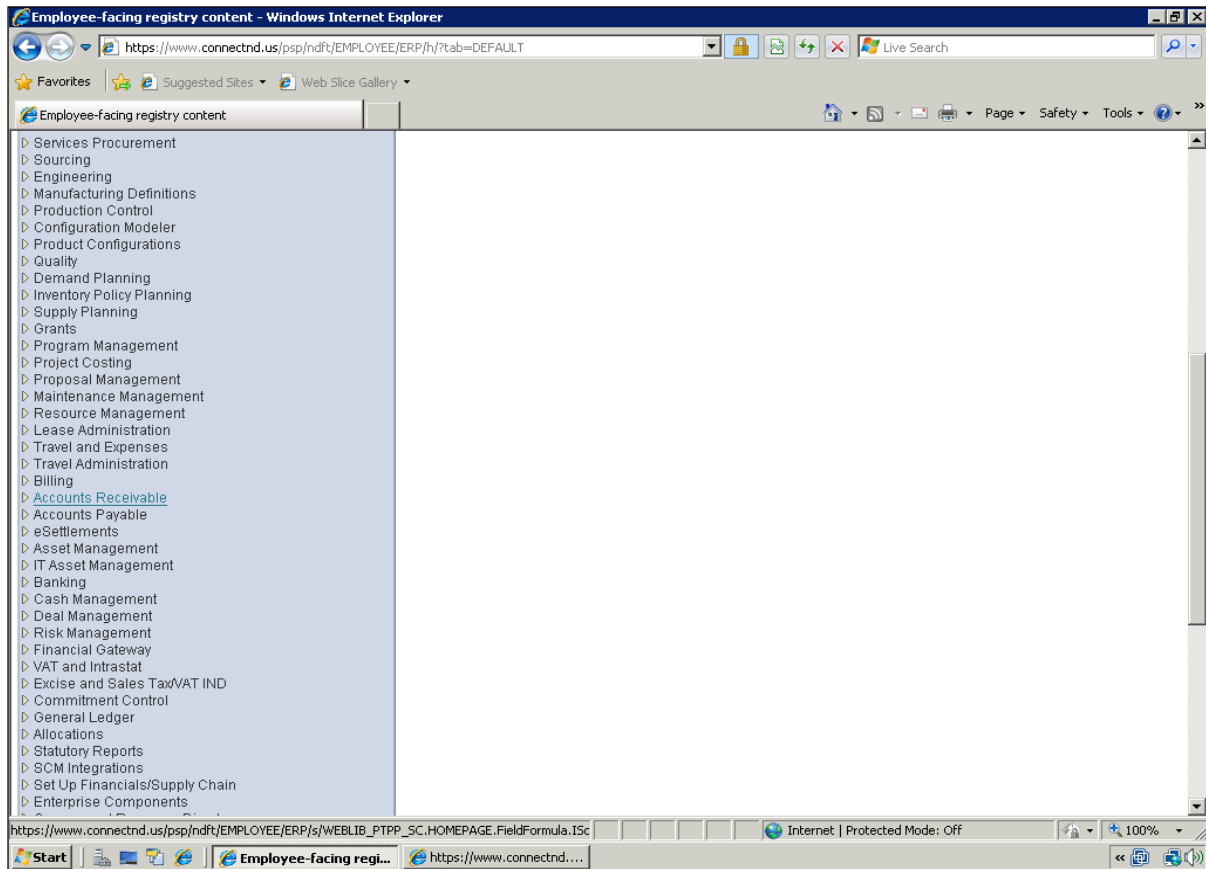 Employee-facing registry content - Windows Internet Explorer
https://www.connectnd.us/psp/ndft/EMPLOYEE/ERP/h/?tab=DEFAULT
Live Search
Favorites Suggested Sites Web Slice Gallery
Employee-facing registry content
Page Safety Tools »
Services Procurement
Sourcing
Engineering
Manufacturing Definitions
Production Control
Configuration Modeler
Product Configurations
Quality
Demand Planning
Inventory Policy Planning
Supply Planning
Grants
Program Management
Project Costing
Proposal Management
Maintenance Management
Resource Management
Lease Administration
Travel and Expenses
Travel Administration
Billing
Accounts Receivable
Accounts Payable
eSettlements
Asset Management
IT Asset Management
Banking
Cash Management
Deal Management
Risk Management
Financial Gateway
VAT and Intrastat
Excise and Sales Tax/VAT IND
Commitment Control
General Ledger
Allocations
Statutory Reports
SCM Integrations
Set Up Financials/Supply Chain
Enterprise Components
https://www.connectnd.us/psp/ndft/EMPLOYEE/ERP/s/WEBLIB_PTPP_SC.HOMEPAGE.FieldFormula.ISc
Internet | Protected Mode: Off
100%
Start
Employee-facing regi...
https://www.connectnd....
«